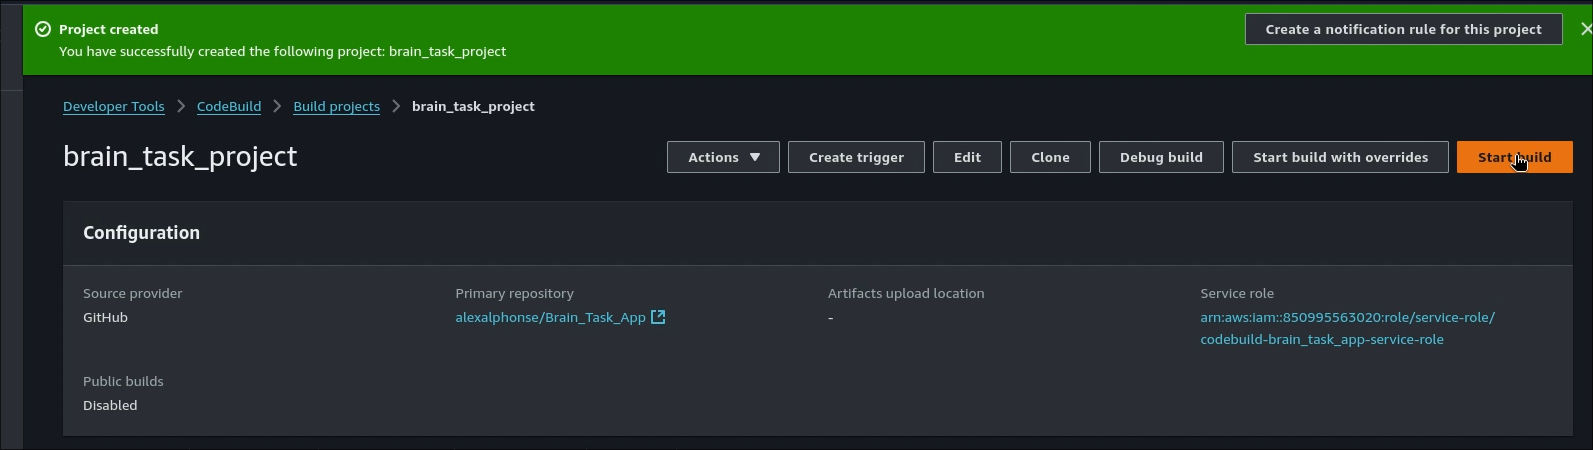 Project created
You have successfully created the following project: brain_task_project
Create a notification rule for this project
Developer Tools
CodeBuild
Build projects
brain_task_project
brain_task_project
Actions
Create trigger
Edit
Clone
Debug build
Start build with overrides
Start build
Configuration
Source provider
GitHub
Primary repository
alexalphonse/Brain_Task_App
Artifacts upload location
-
Service role
arn:aws:iam::850995563020:role/service-role/
codebuild-brain_task_app-service-role
Public builds
Disabled